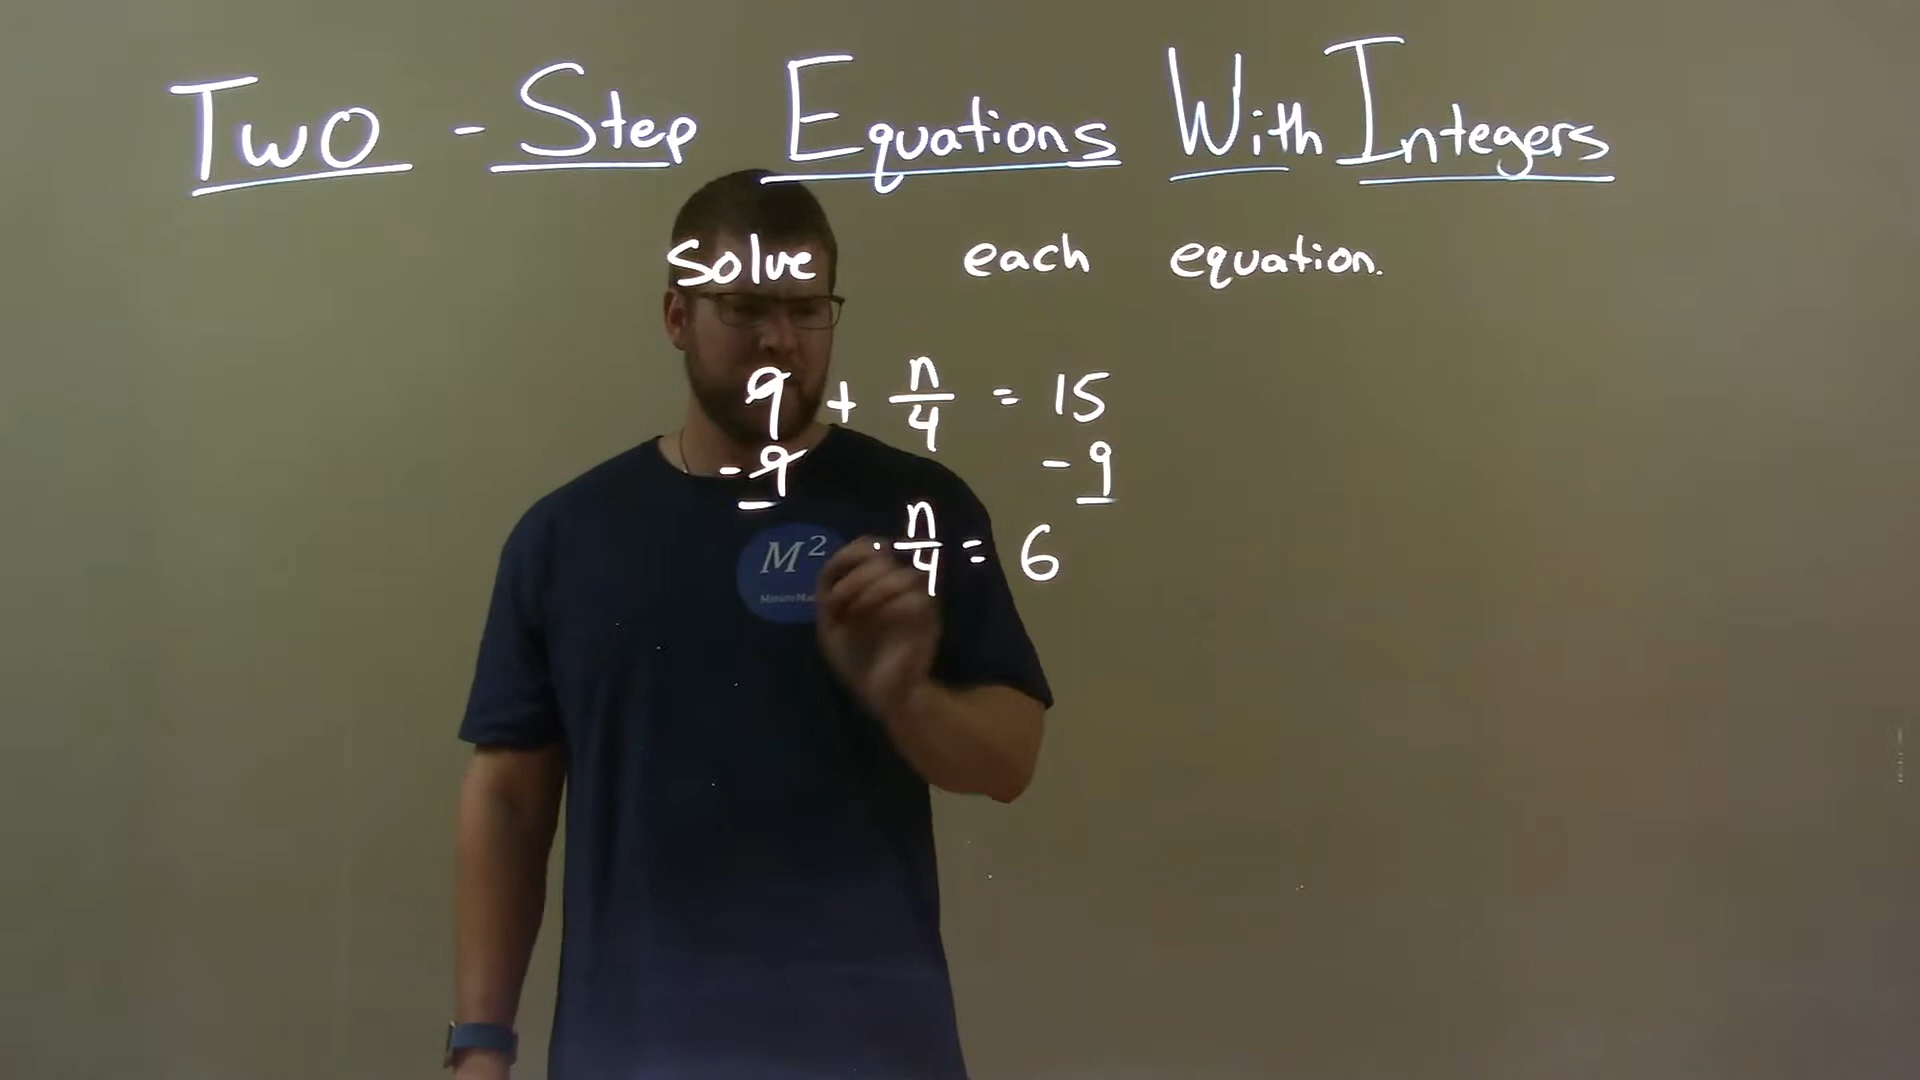 Two-Step Equations With Integers
Solve each equation.
9 + n/4 = 15
-9 -9
· n/4 = 6
M²